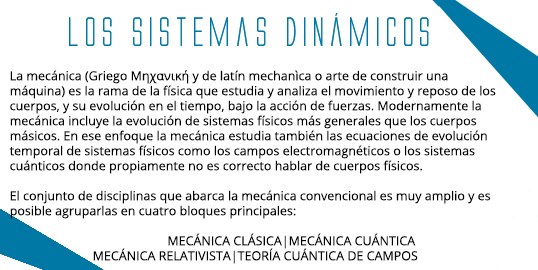 LOS SISTEMAS DINÁMICOS
La mecánica (Griego Μηχανική y de latín mechanìca o arte de construir una
máquina) es la rama de la física que estudia y analiza el movimiento y reposo de los
cuerpos, y su evolución en el tiempo, bajo la acción de fuerzas. Modernamente la
mecánica incluye la evolución de sistemas físicos más generales que los cuerpos
másicos. En ese enfoque la mecánica estudia también las ecuaciones de evolución
temporal de sistemas físicos como los campos electromagnéticos o los sistemas
cuánticos donde propiamente no es correcto hablar de cuerpos físicos.
El conjunto de disciplinas que abarca la mecánica convencional es muy amplio y es
posible agruparlas en cuatro bloques principales:
MECÁNICA CLÁSICA|MECÁNICA CUÁNTICA
MECÁNICA RELATIVISTA|TEORÍA CUÁNTICA DE CAMPOS